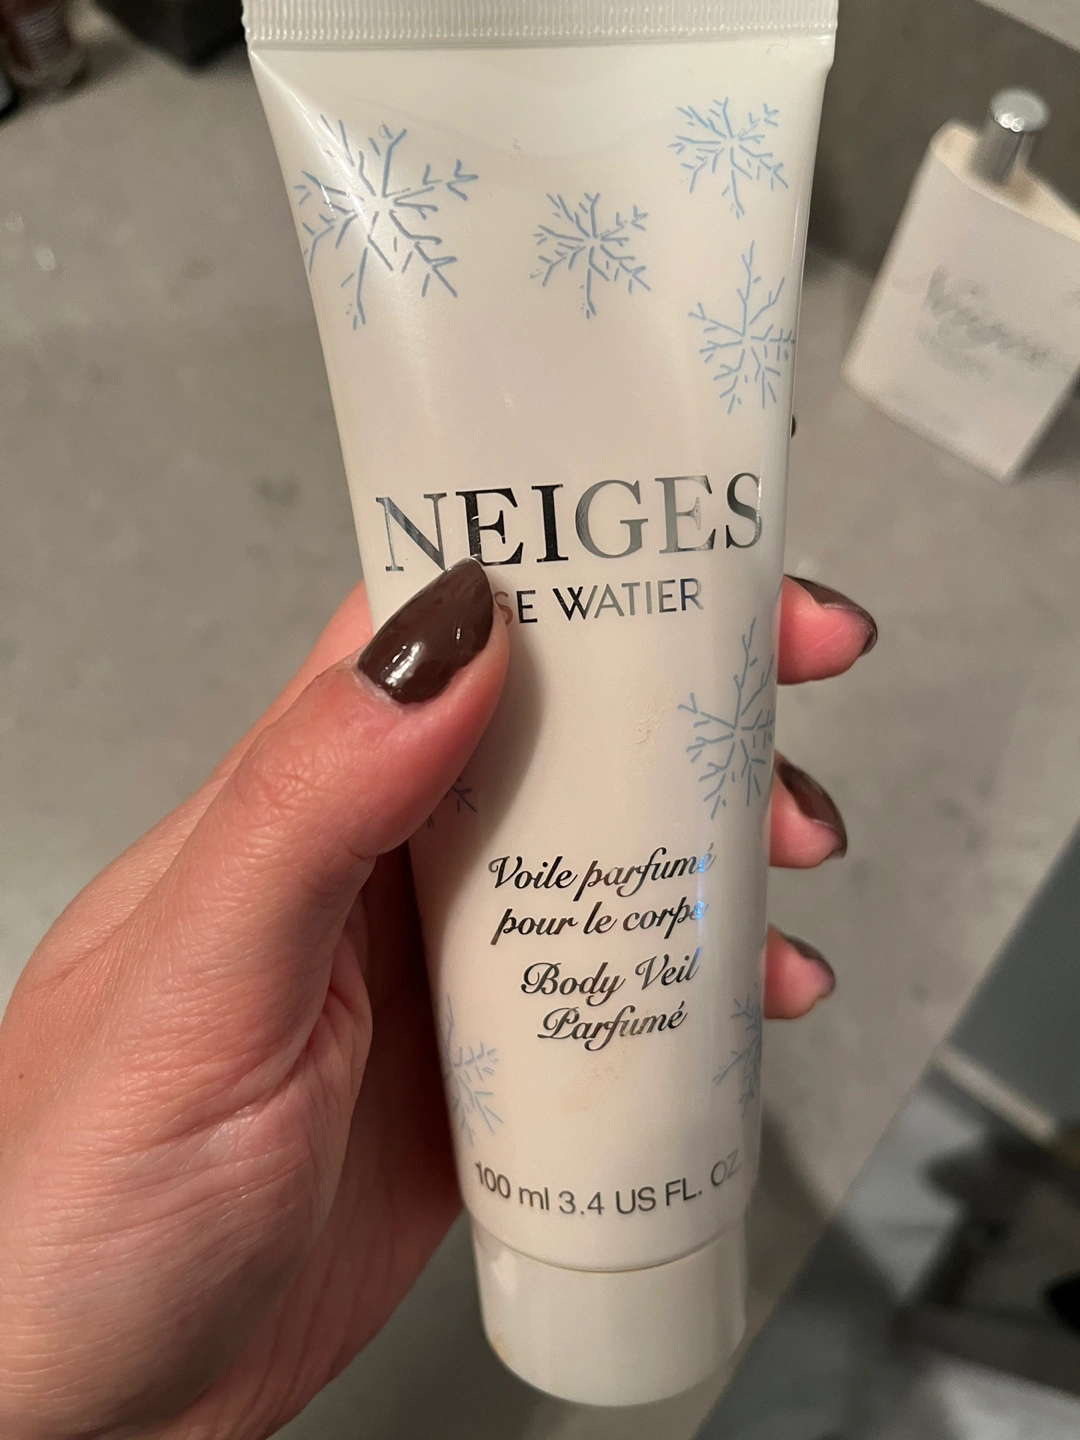 NEIGES
SE WATIER
Voile parfumé
pour le corps
Body Veil
Parfumé
100 ml 3.4 US FL. OZ.